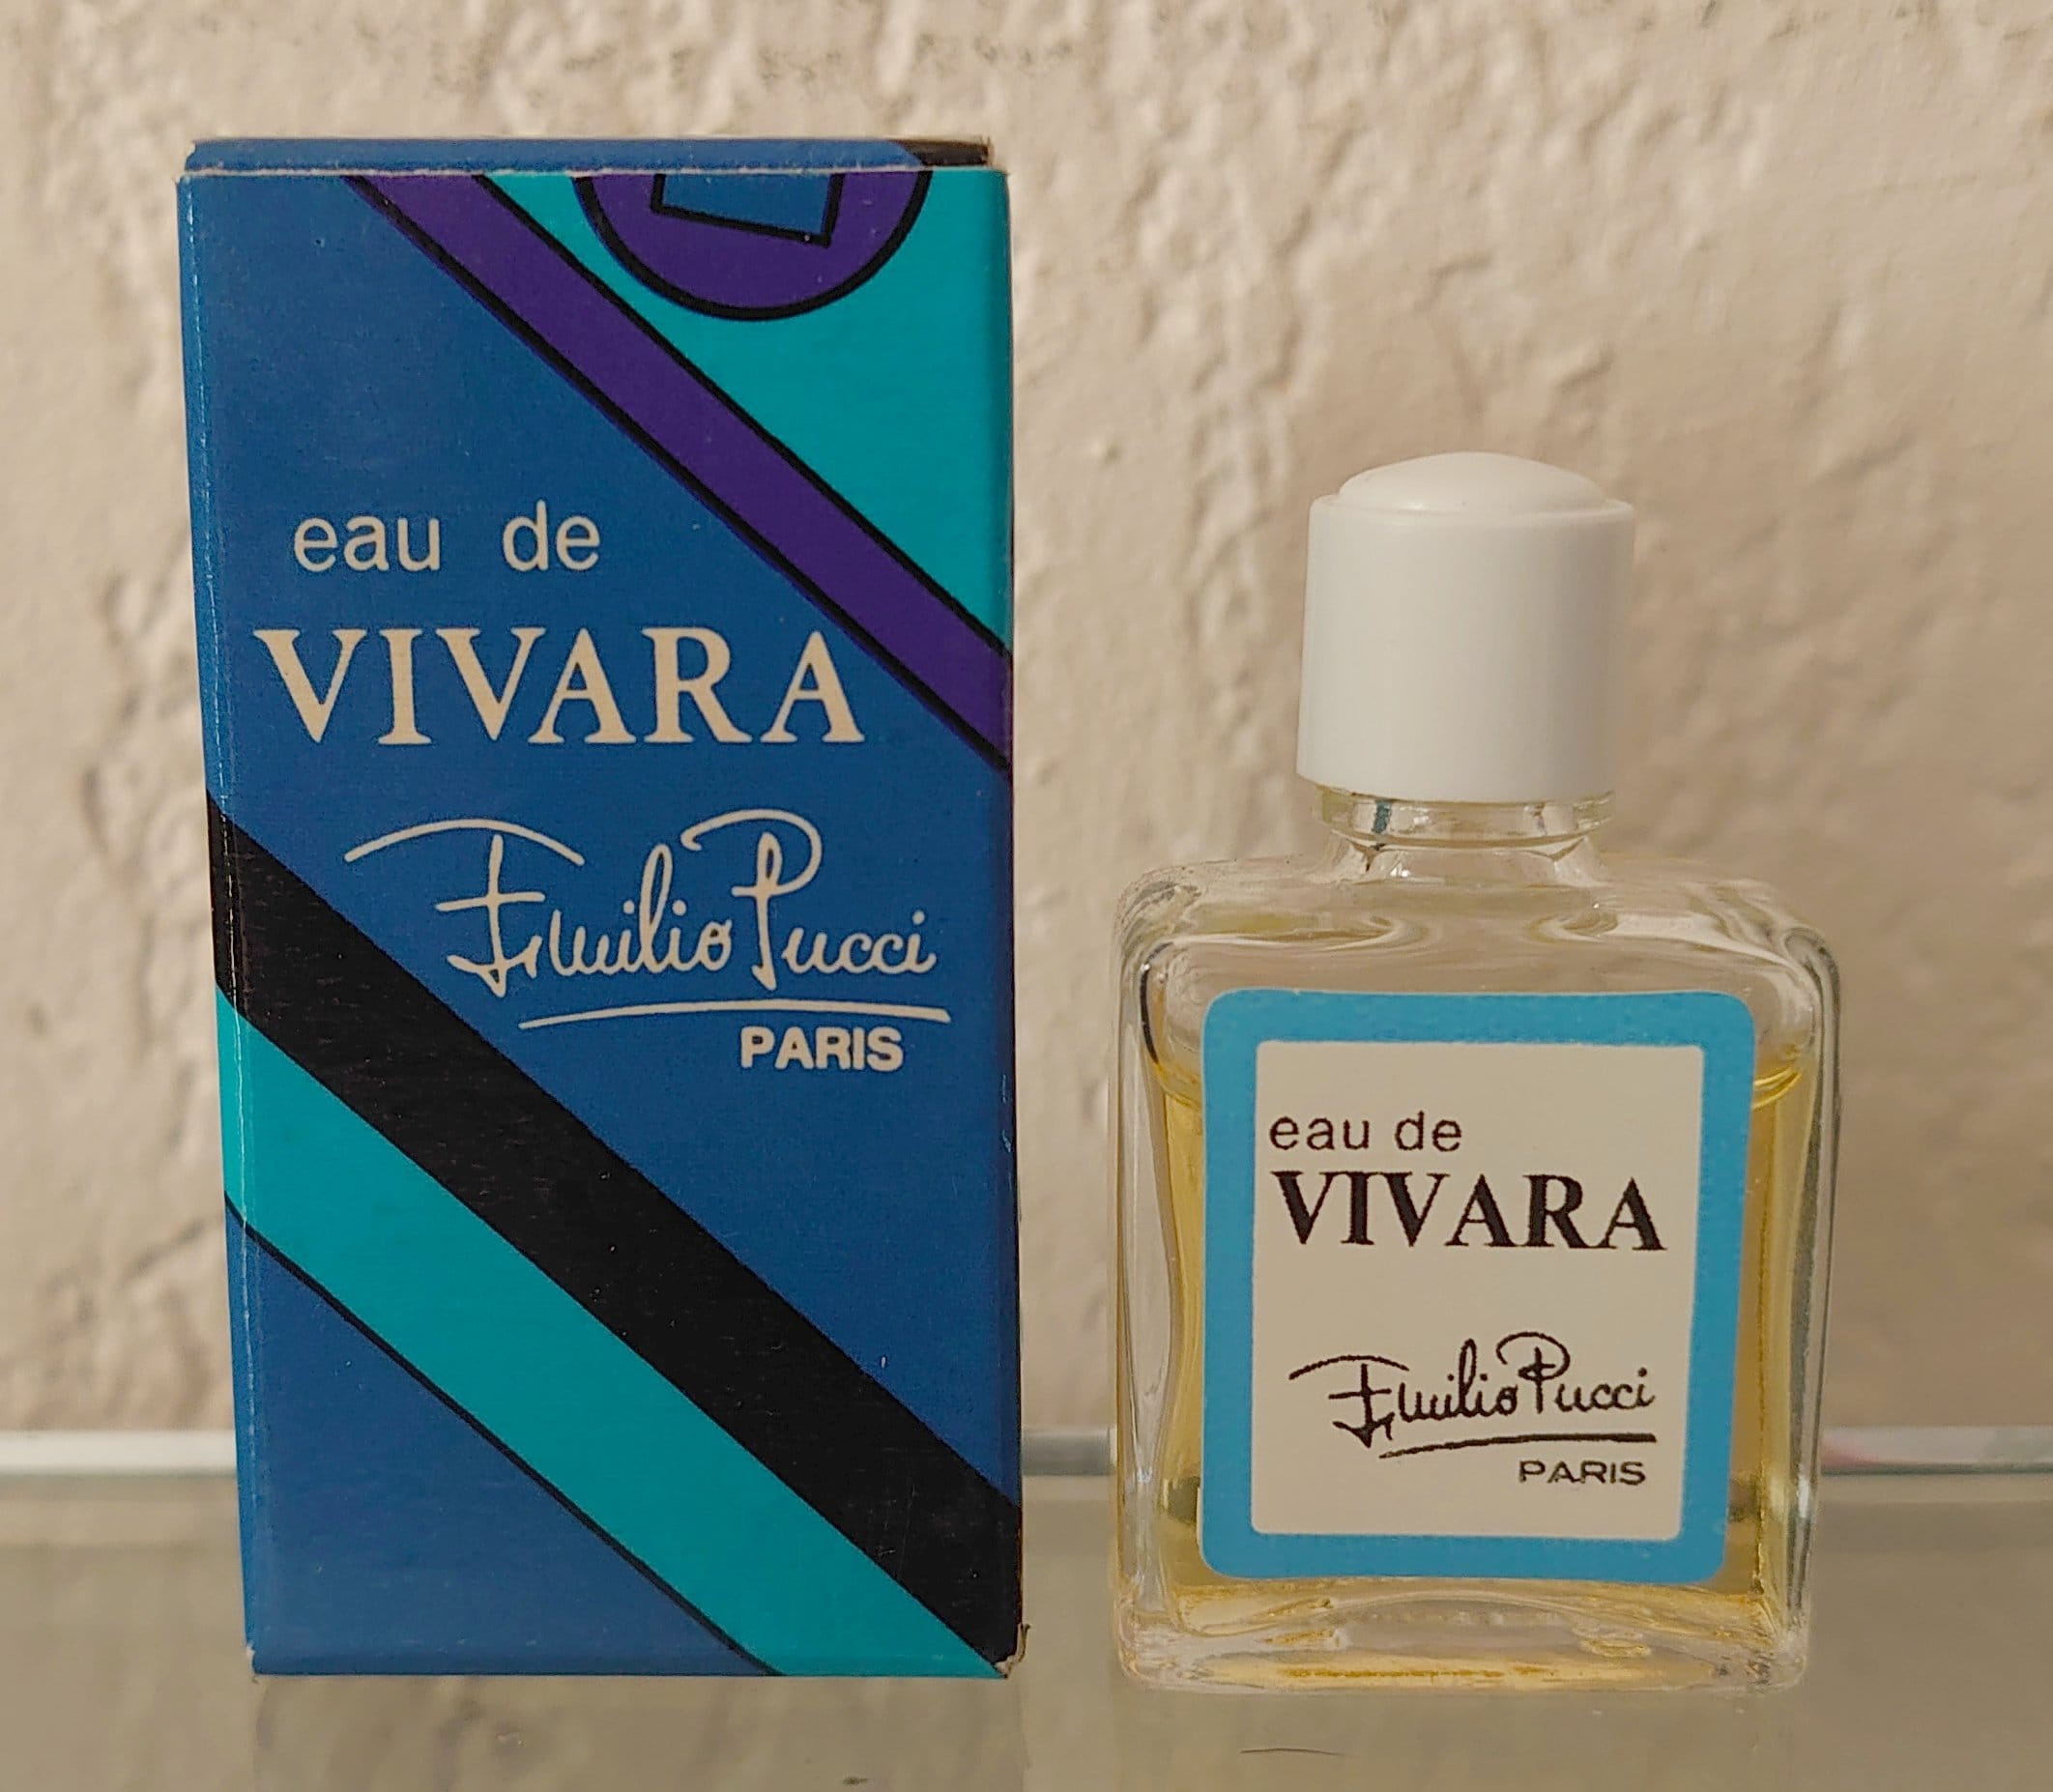 eau de
VIVARA
Emilio Pucci
PARIS
eau de
VIVARA
Emilio Pucci
PARIS